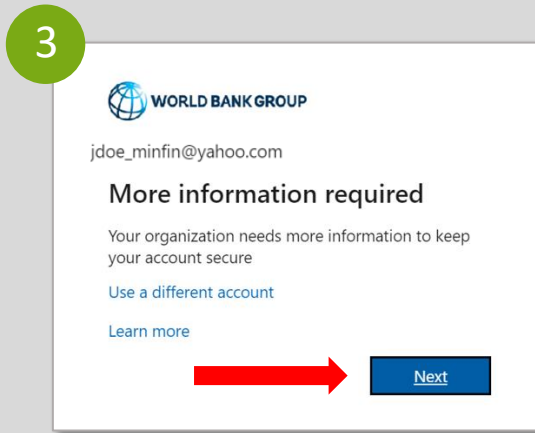 3
WORLD BANK GROUP
jdoe_minfin@yahoo.com
More information required
Your organization needs more information to keep
your account secure
Use a different account
Learn more
Next